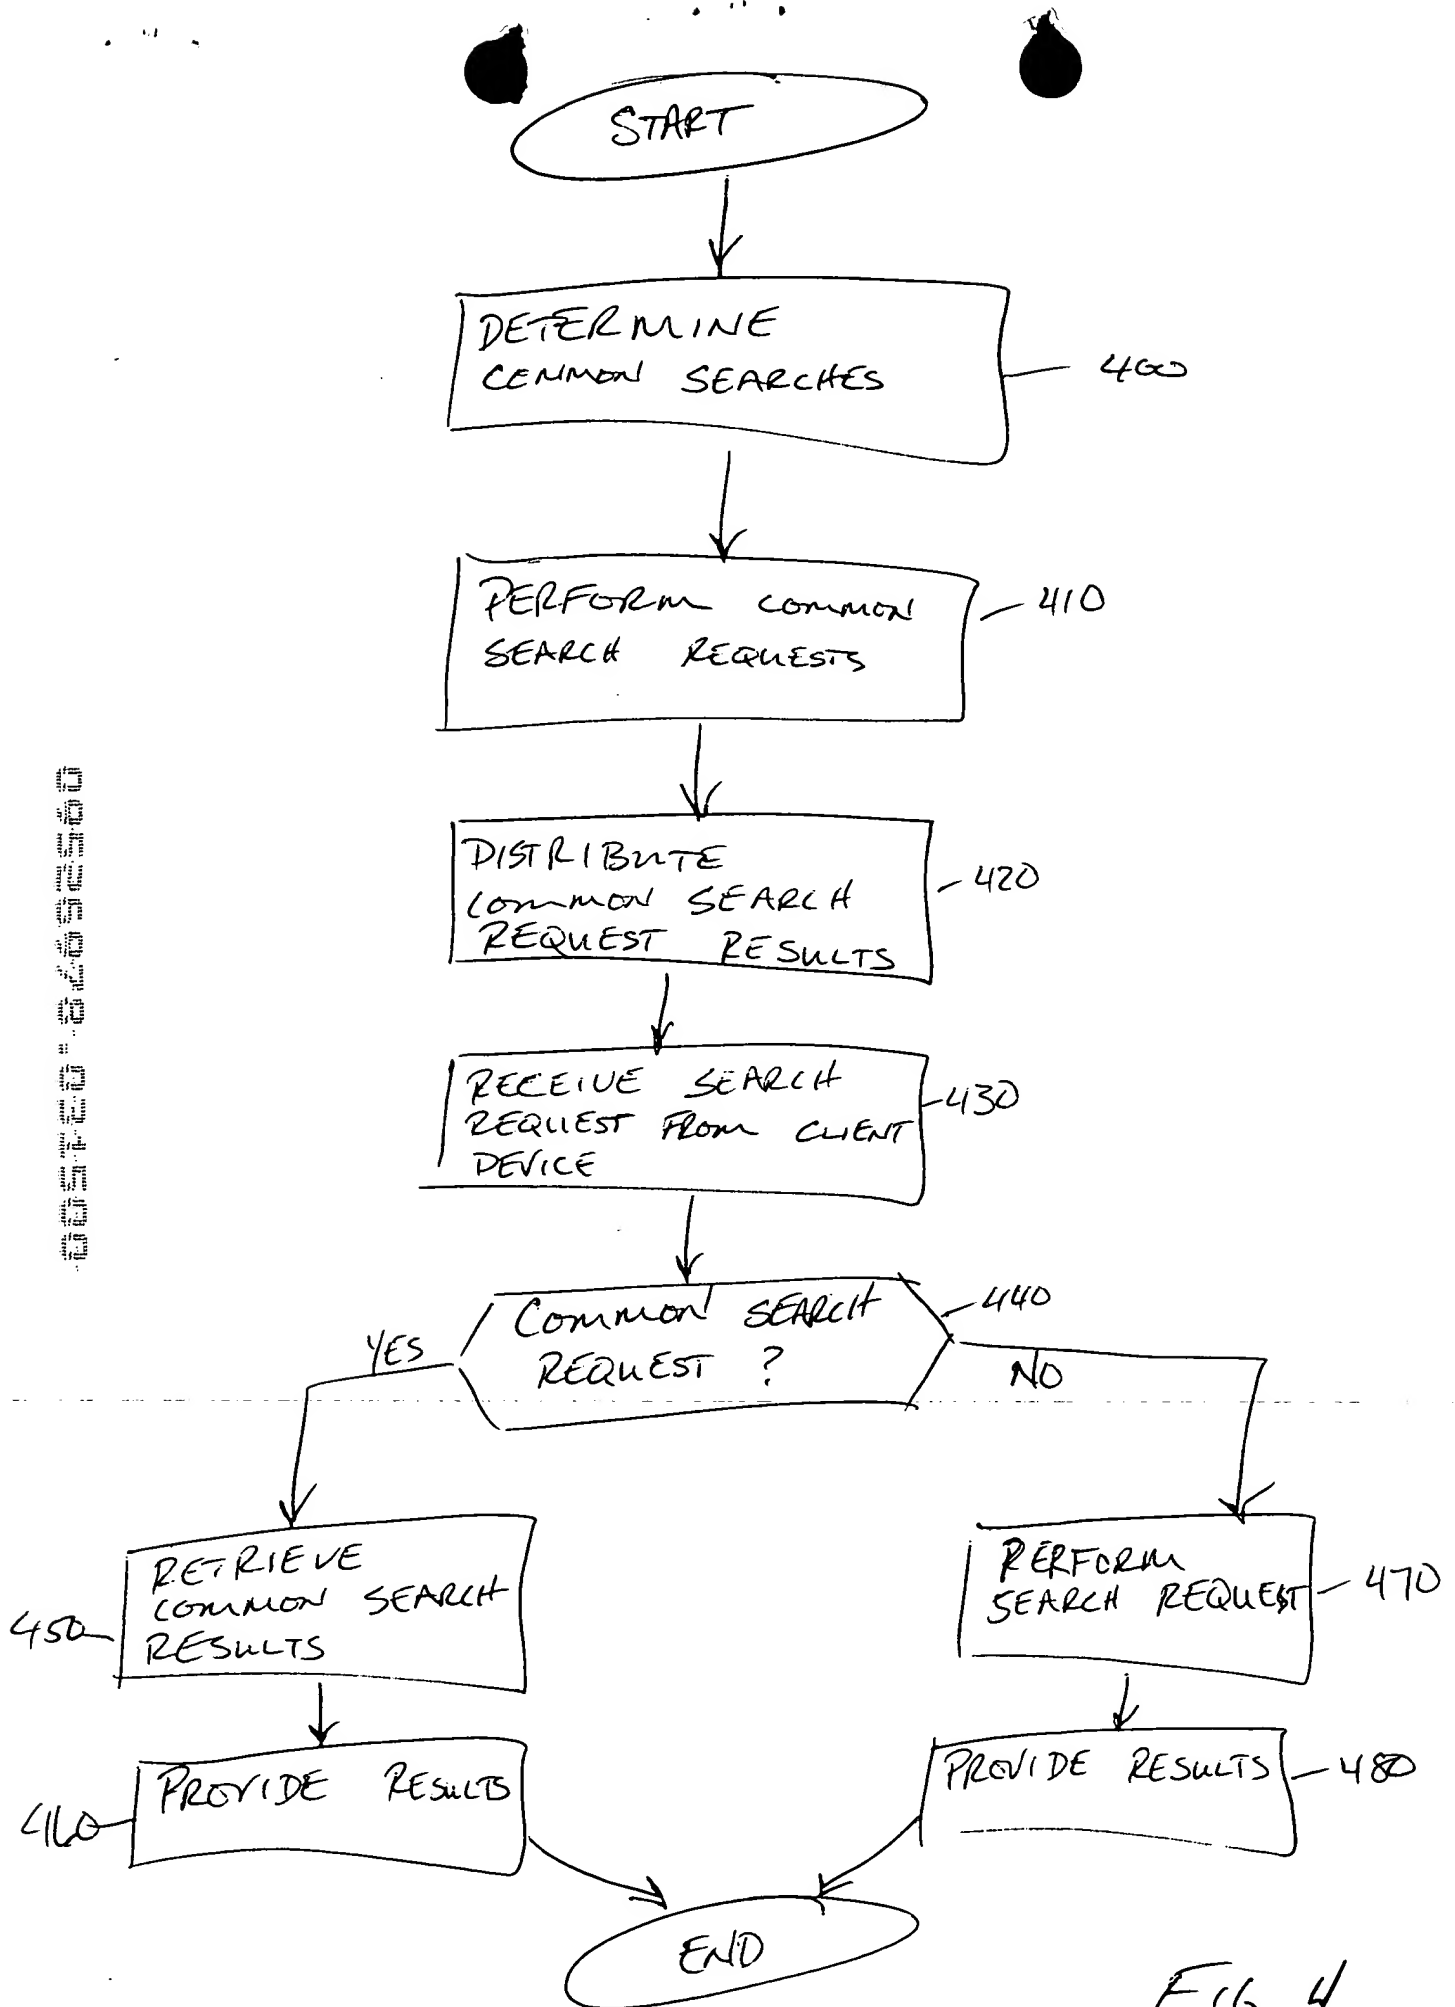 START
DETERMINE
COMMON SEARCHES
400
PERFORM COMMON
SEARCH REQUESTS
410
DISTRIBUTE
COMMON SEARCH
REQUEST RESULTS
420
RECEIVE SEARCH
REQUEST FROM CLIENT
DEVICE
430
COMMON SEARCH
REQUEST ?
440
YES
NO
RETRIEVE
COMMON SEARCH
RESULTS
450
PERFORM
SEARCH REQUEST
470
PROVIDE RESULTS
460
PROVIDE RESULTS
480
END
FIG 4